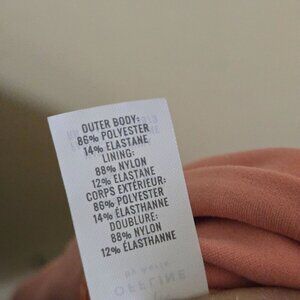 OUTER BODY:
86% POLYESTER
14% ELASTANE
LINING:
88% NYLON
12% ELASTANE
CORPS EXTÉRIEUR:
86% POLYESTER
14% ÉLASTHANNE
DOUBLURE:
88% NYLON
12% ÉLASTHANNE
OFFLINE